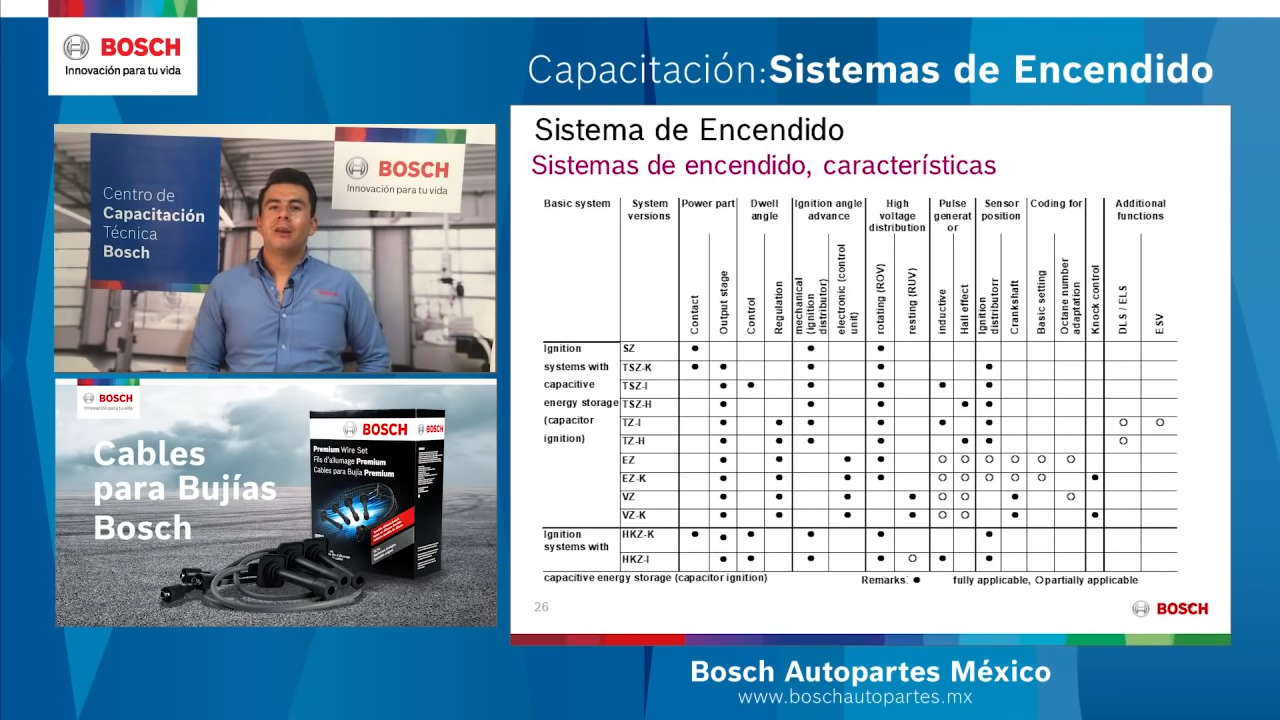 BOSCH
Innovación para tu vida
Capacitación:Sistemas de Encendido
BOSCH
Innovación para tu vida
Centro de
Capacitación
Técnica
Bosch
BOSCH
Innovación para tu vida
Cables
para Bujías
Bosch
BOSCH
BOSCH
Premium Wire Set
Fils d'allumage Premium
Cables para Bujía Premium
Sistema de Encendido
Sistemas de encendido, características
Basic system
System
versions
Power part
Dwell
angle
Ignition angle
advance
High
voltage
distribution
Pulse
generat
or
Sensor
position
Coding for
Additional
functions
Contact
Output stage
Control
Regulation
mechanical
(ignition
distributor)
electronic (control
unit)
rotating (ROV)
resting (RUV)
inductive
Hall effect
Ignition
distributorr
Crankshaft
Basic setting
Octane number
adaptation
Knock control
DLS / ELS
ESV
Ignition SZ ● ● ●
systems with TSZ-K ● ● ● ● ●
capacitive TSZ-I ● ● ● ● ● ●
energy storage TSZ-H ● ● ● ● ●
(capacitor TZ-I ● ● ● ● ● ● ○ ○
ignition) TZ-H ● ● ● ● ● ● ○
EZ ● ● ● ● ○ ○ ○ ○ ○ ○
EZ-K ● ● ● ● ○ ○ ○ ○ ○ ●
VZ ● ● ● ● ○ ○ ● ○
VZ-K ● ● ● ● ○ ○ ● ●
Ignition HKZ-K ● ● ● ● ● ●
systems with
HKZ-I ● ● ● ● ○ ● ●
capacitive energy storage (capacitor ignition) Remarks: ● fully applicable, ○partially applicable
26
BOSCH
Bosch Autopartes México
www.boschautopartes.mx